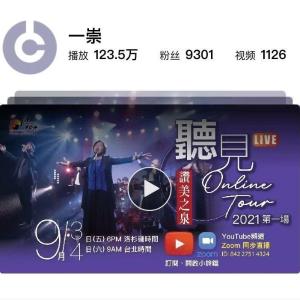 一崇
播放 123.5万 粉丝 9301 视频 1126
聽見
LIVE
讚美之泉
Online
Tour
2021 第一場
9月3/4
日(五)6PM 洛杉磯時間
日(六)9AM 台北時間
zoom
YouTube頻道
Zoom 同步直播
訂閱、開啟小鈴鐺
ID: 842 2751 4324